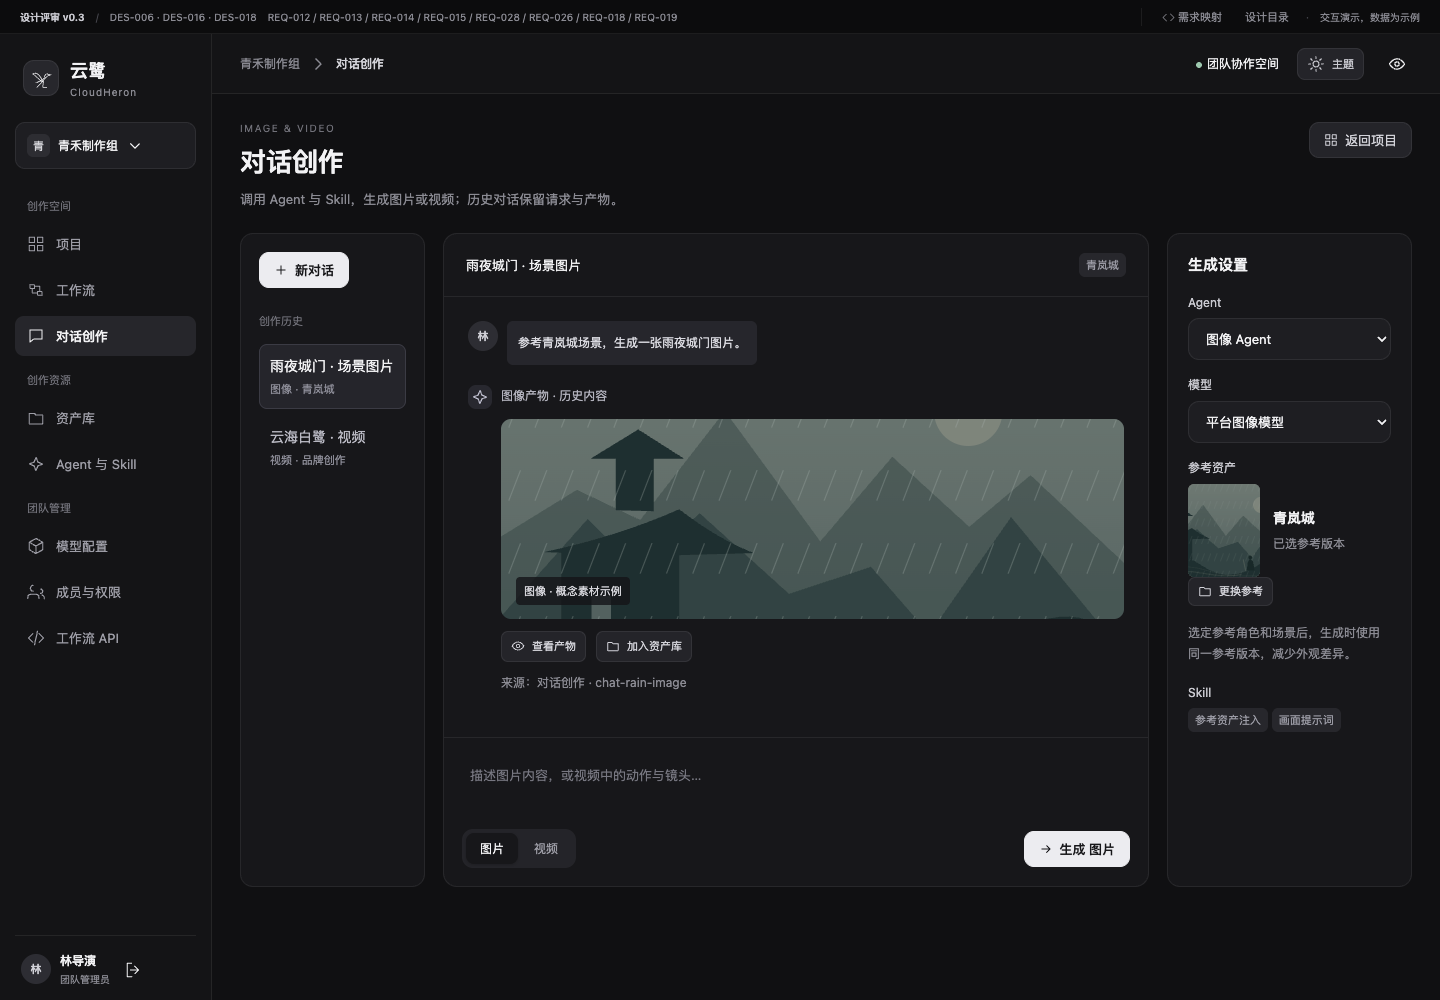 设计评审 v0.3 / DES-006 · DES-016 · DES-018 REQ-012 / REQ-013 / REQ-014 / REQ-015 / REQ-028 / REQ-026 / REQ-018 / REQ-019
需求映射 设计目录 · 交互演示，数据为示例
云鹭
CloudHeron
青 青禾制作组
创作空间
项目
工作流
对话创作
创作资源
资产库
Agent 与 Skill
团队管理
模型配置
成员与权限
工作流 API
林 林导演
团队管理员
青禾制作组 对话创作
团队协作空间 主题
IMAGE & VIDEO
对话创作
调用 Agent 与 Skill，生成图片或视频；历史对话保留请求与产物。
返回项目
新对话
创作历史
雨夜城门 · 场景图片
图像 · 青岚城
云海白鹭 · 视频
视频 · 品牌创作
雨夜城门 · 场景图片 青岚城
林 参考青岚城场景，生成一张雨夜城门图片。
图像产物 · 历史内容
图像 · 概念素材示例
查看产物 加入资产库
来源：对话创作 · chat-rain-image
描述图片内容，或视频中的动作与镜头...
图片 视频 生成 图片
生成设置
Agent
图像 Agent
模型
平台图像模型
参考资产
青岚城
已选参考版本
更换参考
选定参考角色和场景后，生成时使用
同一参考版本，减少外观差异。
Skill
参考资产注入 画面提示词